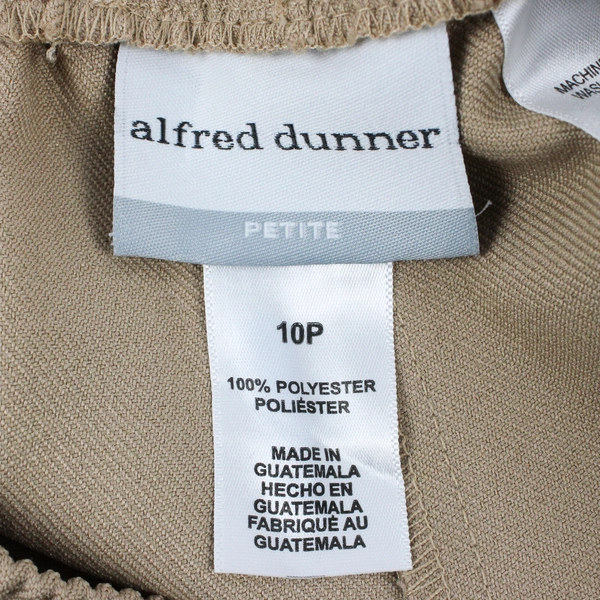 alfred dunner
PETITE
10P
100% POLYESTER
POLIÉSTER
MADE IN
GUATEMALA
HECHO EN
GUATEMALA
FABRIQUÉ AU
GUATEMALA